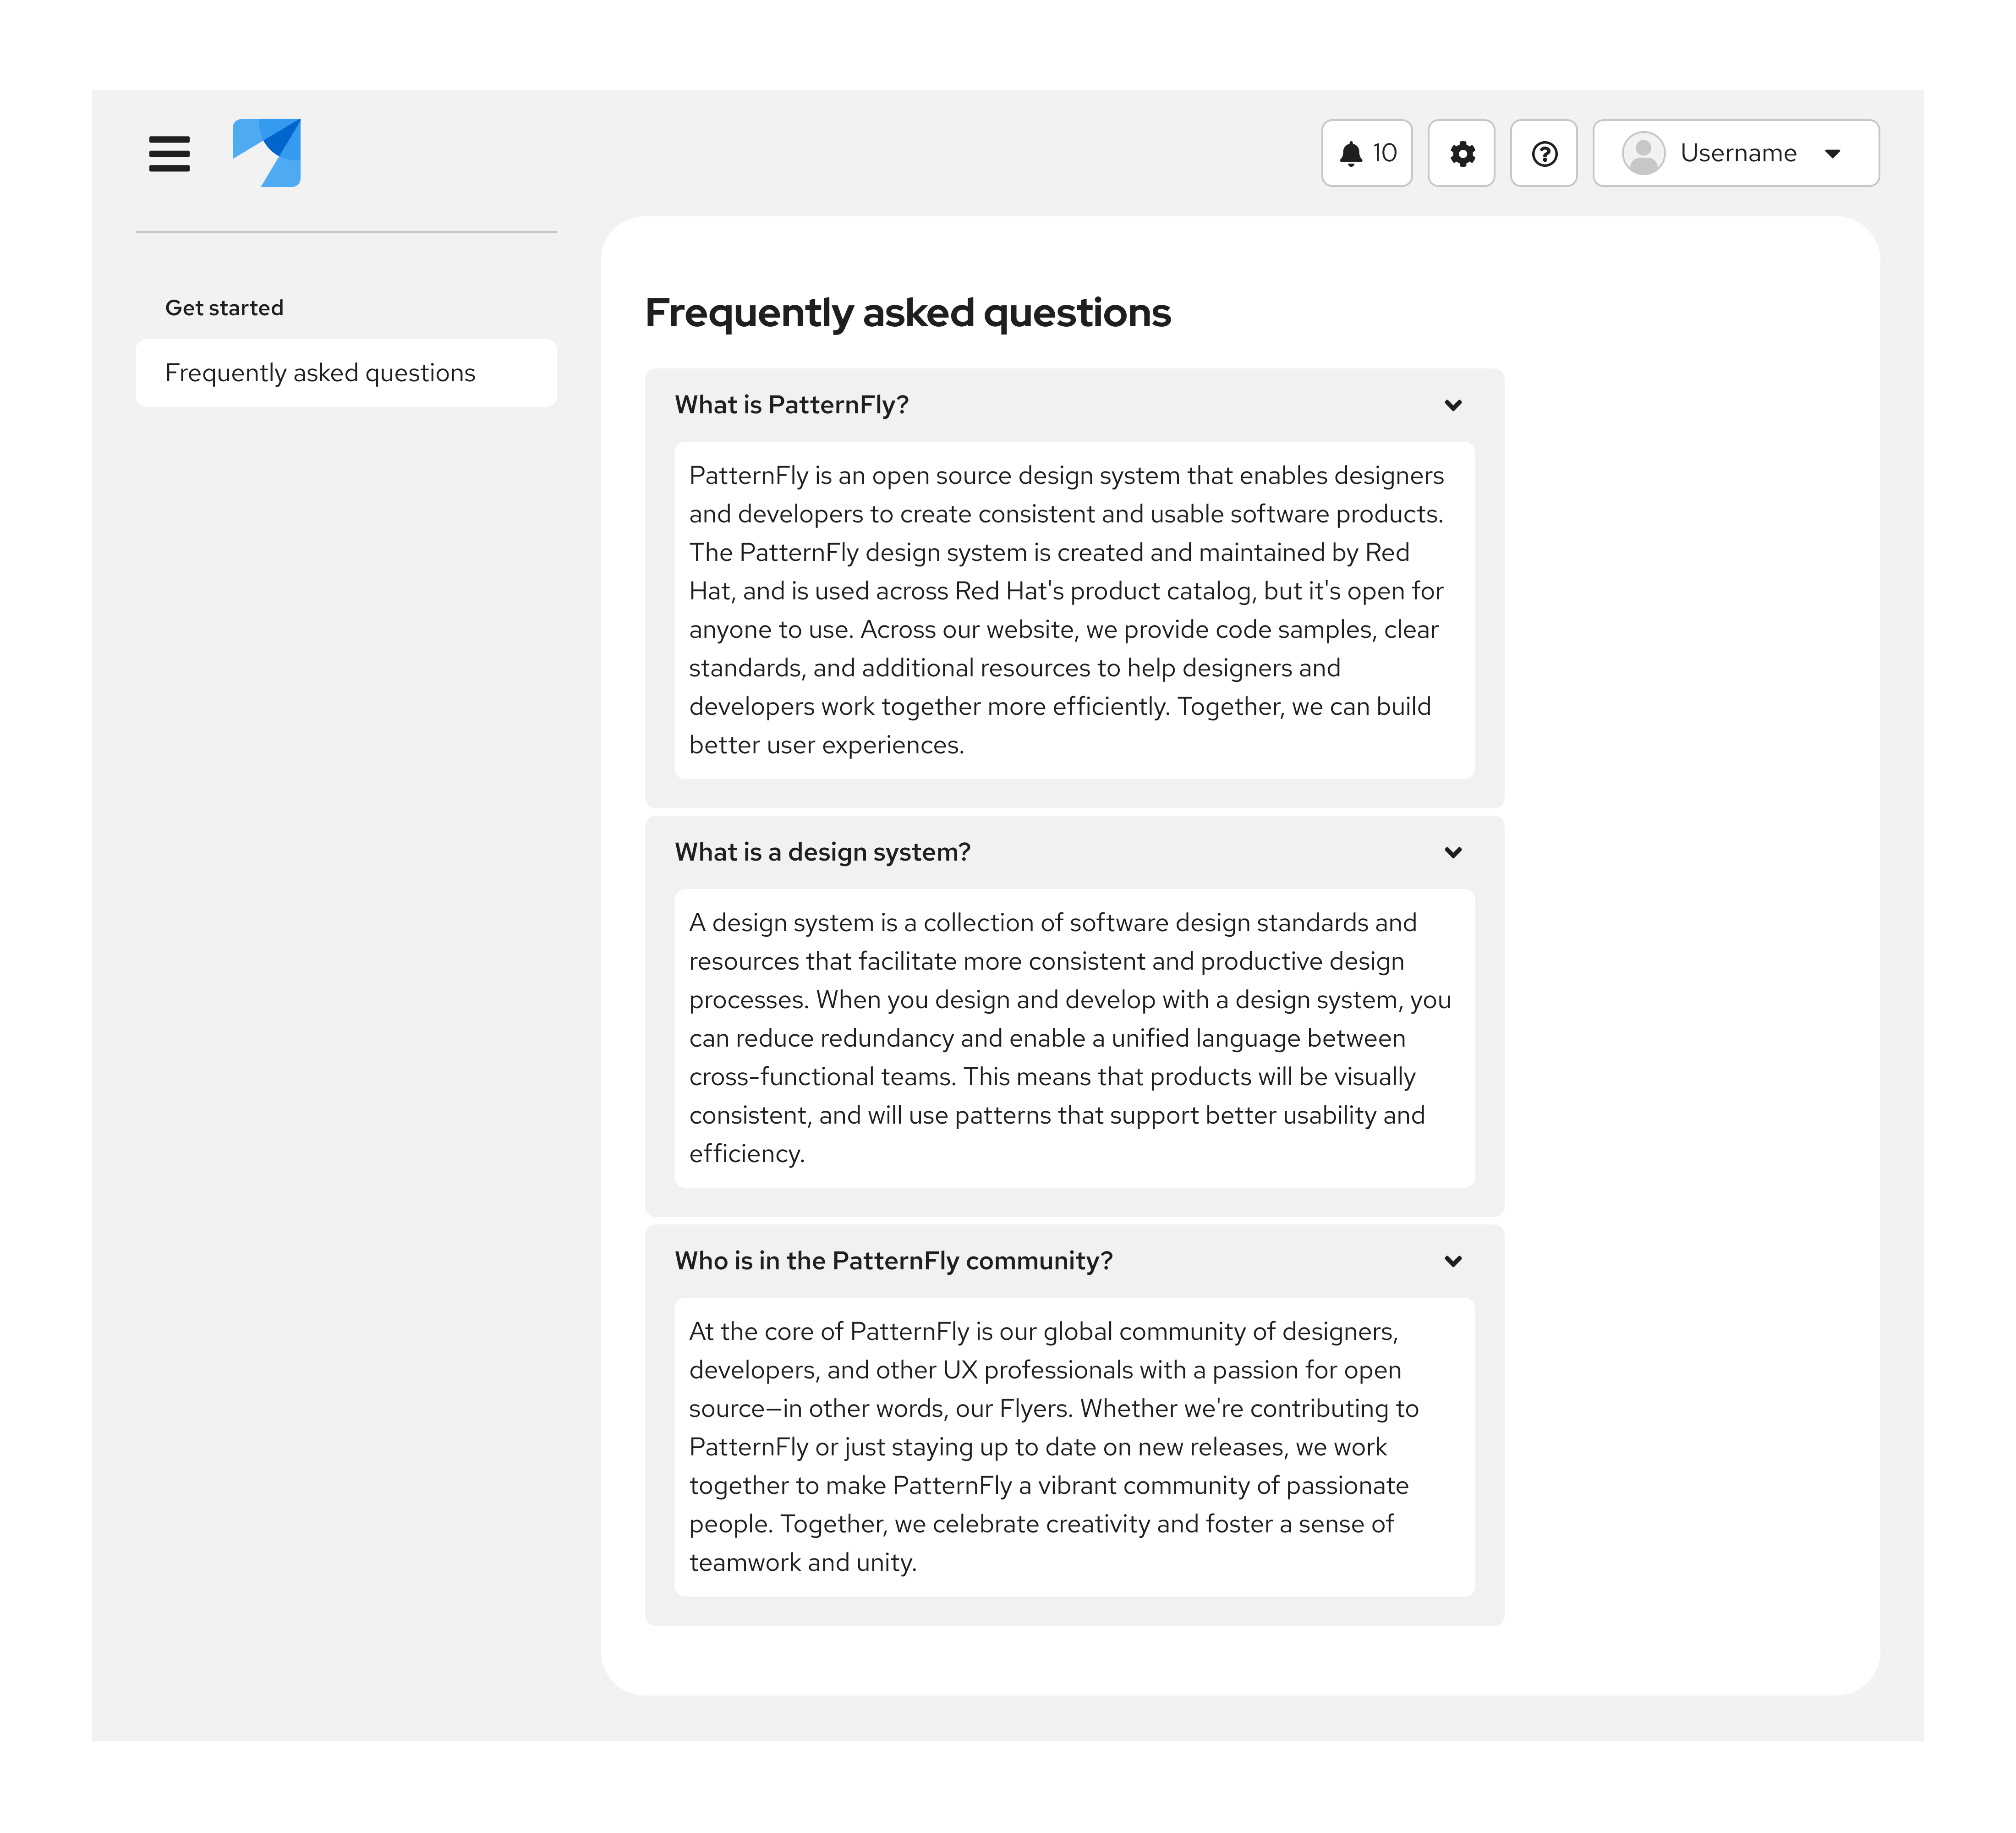 10
Username
Get started
Frequently asked questions
Frequently asked questions
What is PatternFly?
PatternFly is an open source design system that enables designers
and developers to create consistent and usable software products.
The PatternFly design system is created and maintained by Red
Hat, and is used across Red Hat's product catalog, but it's open for
anyone to use. Across our website, we provide code samples, clear
standards, and additional resources to help designers and
developers work together more efficiently. Together, we can build
better user experiences.
What is a design system?
A design system is a collection of software design standards and
resources that facilitate more consistent and productive design
processes. When you design and develop with a design system, you
can reduce redundancy and enable a unified language between
cross-functional teams. This means that products will be visually
consistent, and will use patterns that support better usability and
efficiency.
Who is in the PatternFly community?
At the core of PatternFly is our global community of designers,
developers, and other UX professionals with a passion for open
source—in other words, our Flyers. Whether we're contributing to
PatternFly or just staying up to date on new releases, we work
together to make PatternFly a vibrant community of passionate
people. Together, we celebrate creativity and foster a sense of
teamwork and unity.